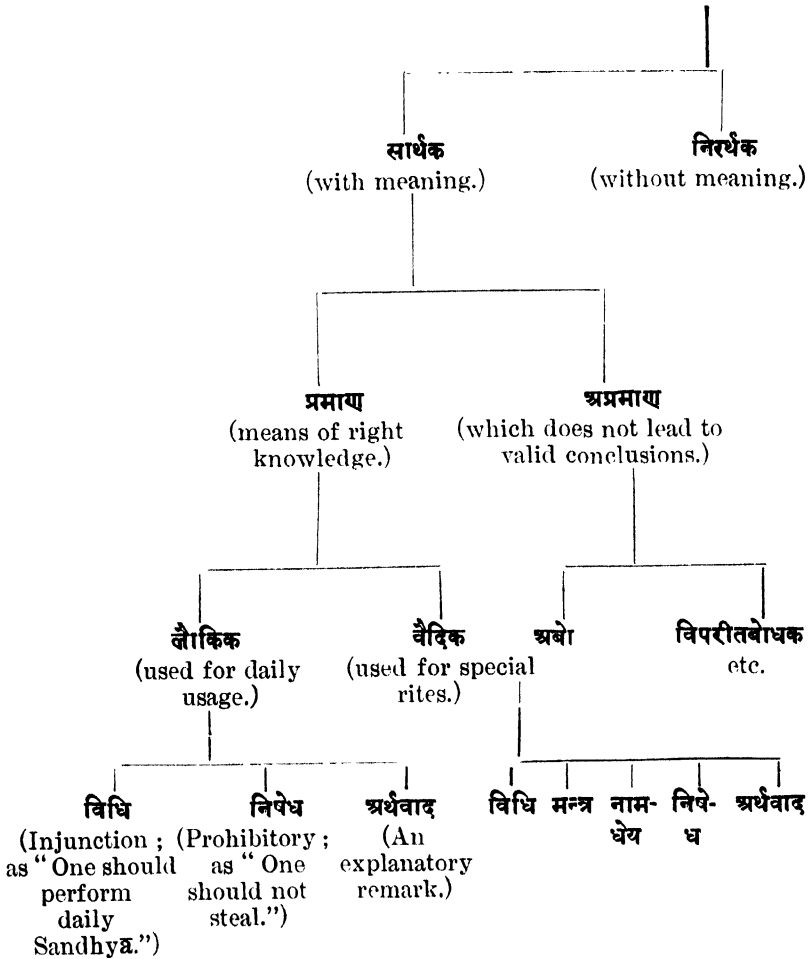 सार्थक निरर्थक
(with meaning.) (without meaning.)
प्रमाण अप्रमाण
(means of right (which does not lead to
knowledge.) valid conclusions.)
लौकिक वैदिक अबो विपरीतबोधक
(used for daily (used for special etc.
usage.) rites.)
विधि निषेध अर्थवाद विधि मन्त्र नाम- निषे- अर्थवाद
धेय ध
(Injunction ; (Prohibitory ; (An
as “ One should as “ One explanatory
perform should not remark.)
daily steal.”)
Sandhyā.”)